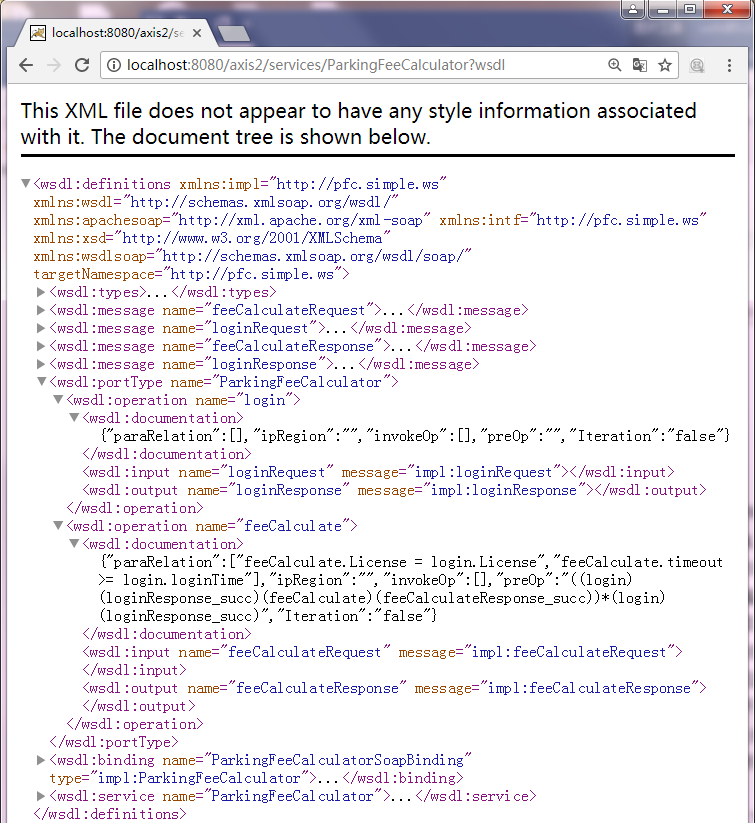 localhost:8080/axis2/se
localhost:8080/axis2/services/ParkingFeeCalculator?wsdl
This XML file does not appear to have any style information associated
with it. The document tree is shown below.
▼<wsdl:definitions xmlns:impl="http://pfc.simple.ws"
xmlns:wsdl="http://schemas.xmlsoap.org/wsdl/"
xmlns:apachesoap="http://xml.apache.org/xml-soap" xmlns:intf="http://pfc.simple.ws"
xmlns:xsd="http://www.w3.org/2001/XMLSchema"
xmlns:wsdlsoap="http://schemas.xmlsoap.org/wsdl/soap/"
targetNamespace="http://pfc.simple.ws">
▶<wsdl:types>...</wsdl:types>
▶<wsdl:message name="feeCalculateRequest">...</wsdl:message>
▶<wsdl:message name="loginRequest">...</wsdl:message>
▶<wsdl:message name="feeCalculateResponse">...</wsdl:message>
▶<wsdl:message name="loginResponse">...</wsdl:message>
▼<wsdl:portType name="ParkingFeeCalculator">
▼<wsdl:operation name="login">
▼<wsdl:documentation>
{"paraRelation":[],"ipRegion":"","invokeOp":[],"preOp":"","Iteration":"false"}
</wsdl:documentation>
<wsdl:input name="loginRequest" message="impl:loginRequest"></wsdl:input>
<wsdl:output name="loginResponse" message="impl:loginResponse"></wsdl:output>
</wsdl:operation>
▼<wsdl:operation name="feeCalculate">
▼<wsdl:documentation>
{"paraRelation":["feeCalculate.License = login.License","feeCalculate.timeout
>= login.loginTime"],"ipRegion":"","invokeOp":[],"preOp":"((login)
(loginResponse_succ)(feeCalculate)(feeCalculateResponse_succ))*(login)
(loginResponse_succ)","Iteration":"false"}
</wsdl:documentation>
<wsdl:input name="feeCalculateRequest" message="impl:feeCalculateRequest">
</wsdl:input>
<wsdl:output name="feeCalculateResponse" message="impl:feeCalculateResponse">
</wsdl:output>
</wsdl:operation>
</wsdl:portType>
▶<wsdl:binding name="ParkingFeeCalculatorSoapBinding"
type="impl:ParkingFeeCalculator">...</wsdl:binding>
▶<wsdl:service name="ParkingFeeCalculator">...</wsdl:service>
</wsdl:definitions>